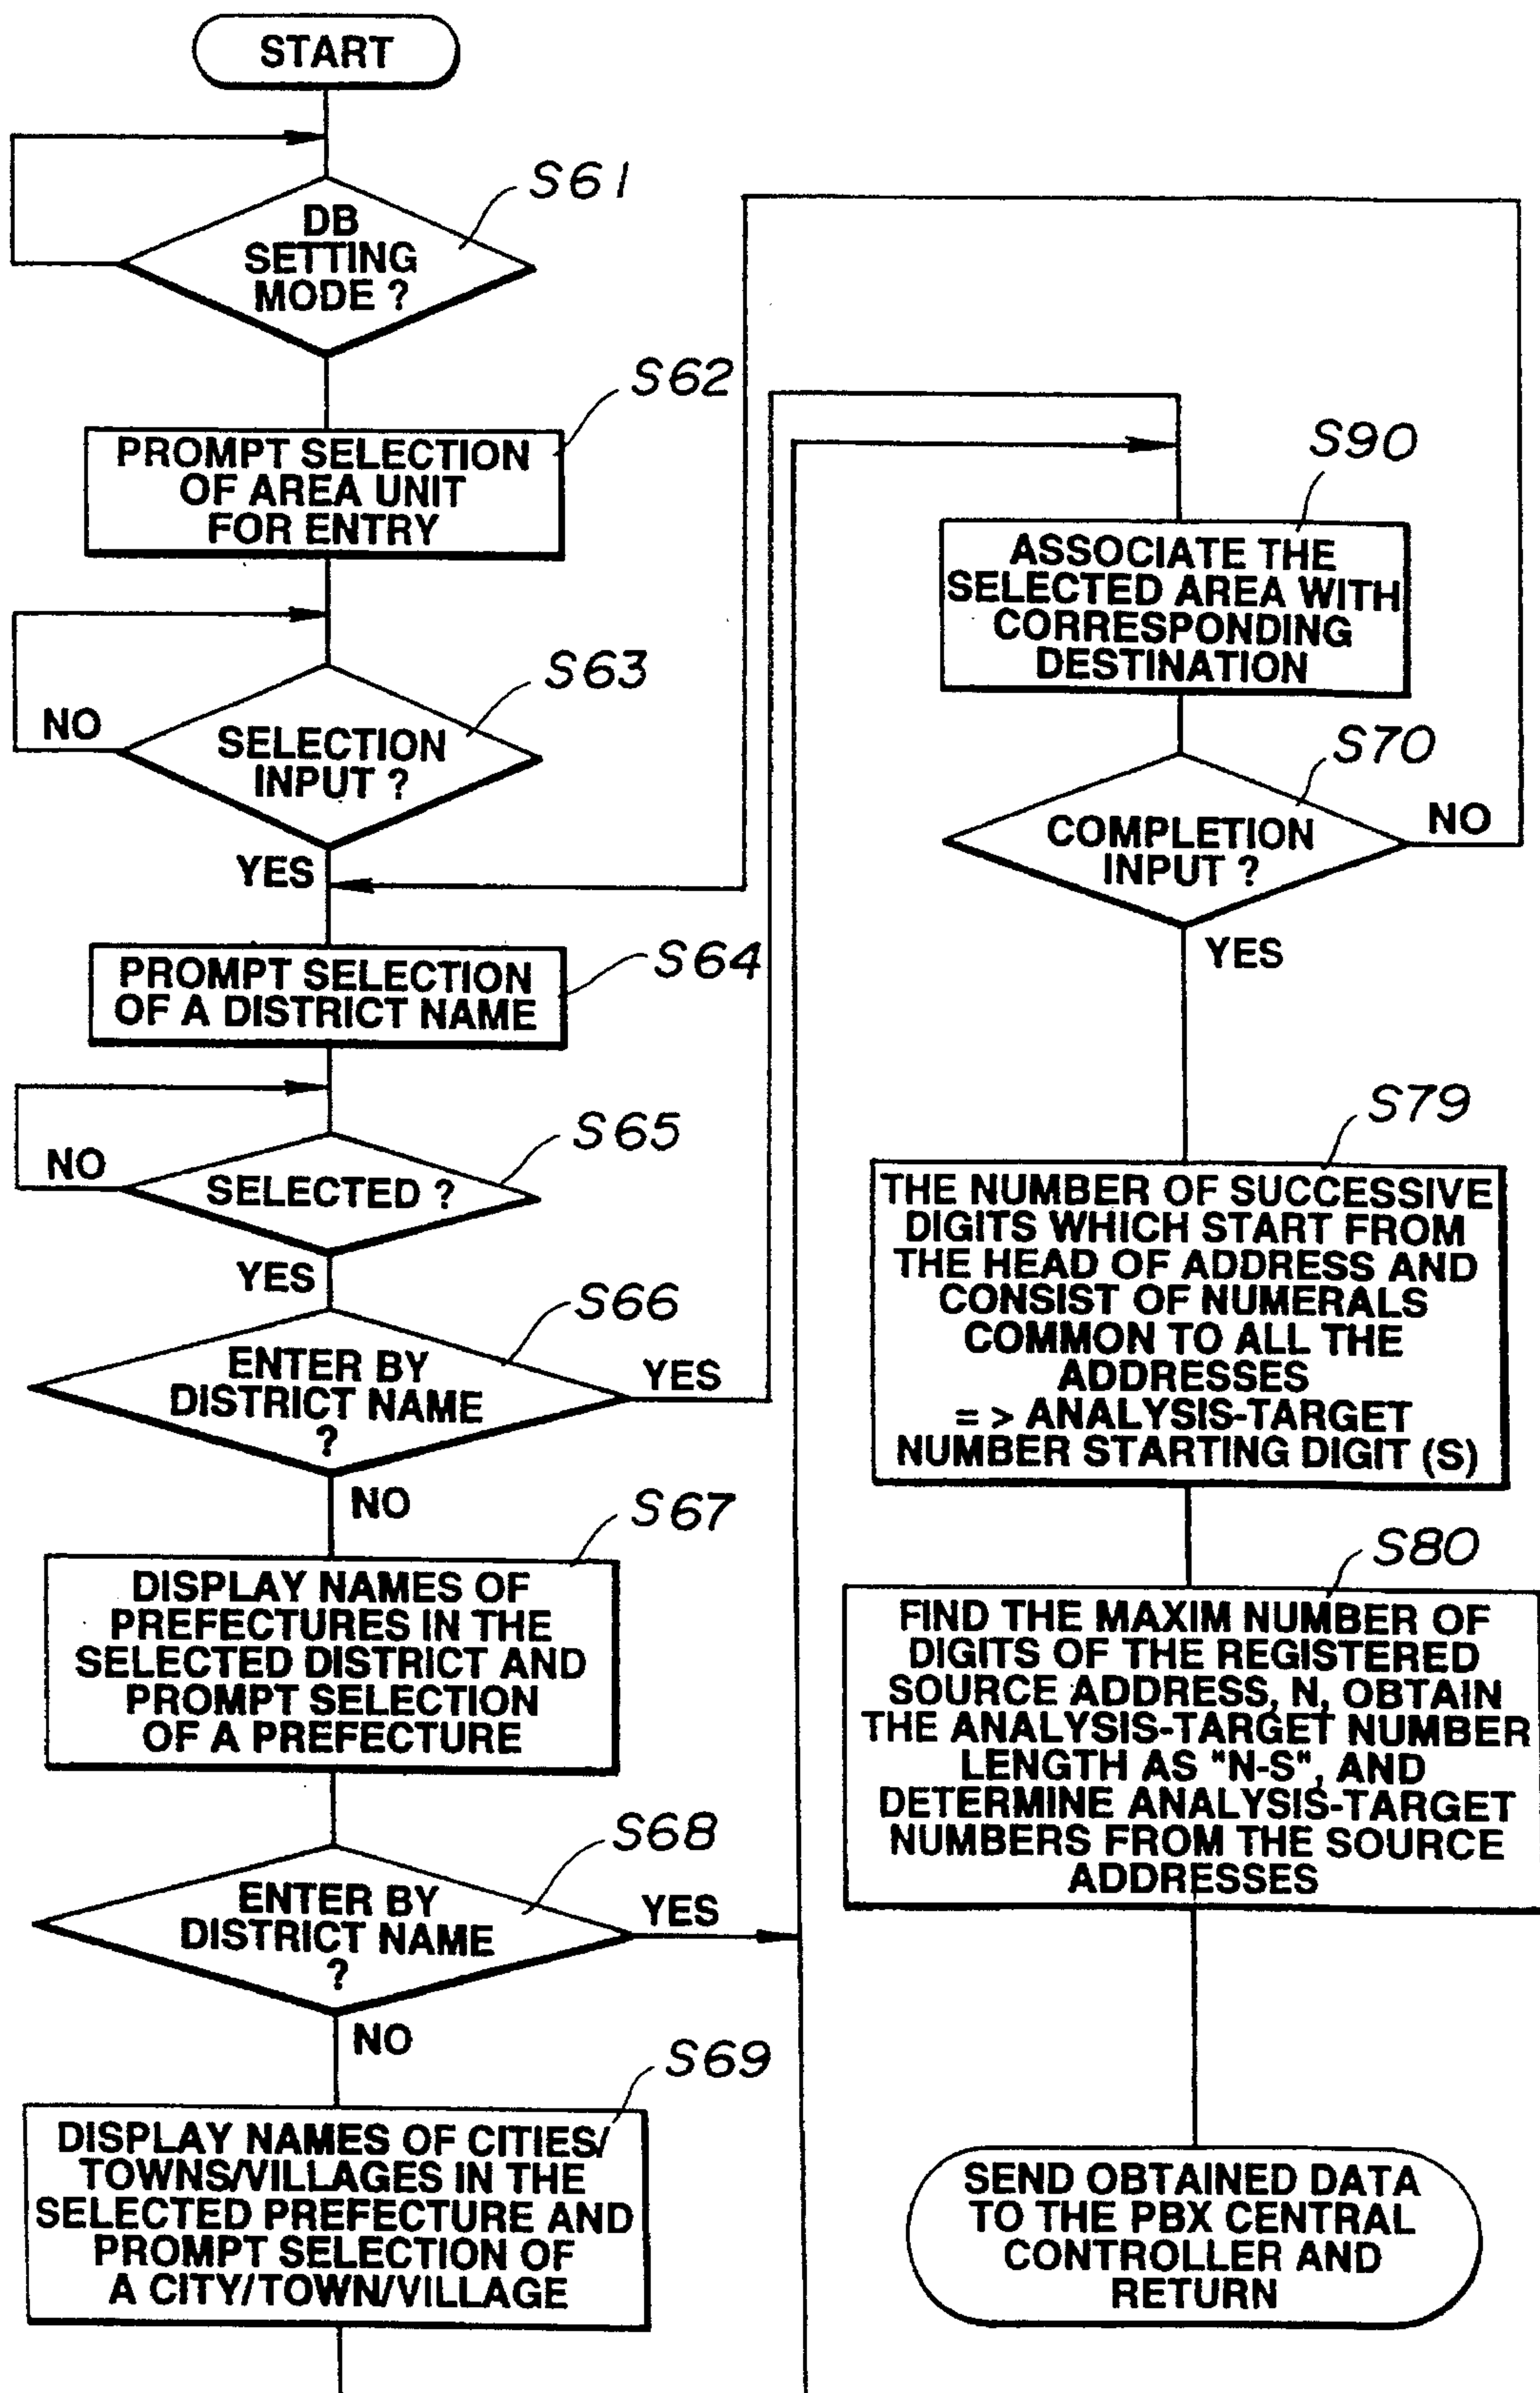 START
S61
DB
SETTING
MODE ?
S62
PROMPT SELECTION
OF AREA UNIT
FOR ENTRY
S63
NO
SELECTION
INPUT ?
YES
S64
PROMPT SELECTION
OF A DISTRICT NAME
S65
NO
SELECTED ?
YES
S66
ENTER BY
DISTRICT NAME
?
YES
NO
S67
DISPLAY NAMES OF
PREFECTURES IN THE
SELECTED DISTRICT AND
PROMPT SELECTION
OF A PREFECTURE
S68
ENTER BY
DISTRICT NAME
?
YES
NO
S69
DISPLAY NAMES OF CITIES/
TOWNS/VILLAGES IN THE
SELECTED PREFECTURE AND
PROMPT SELECTION OF
A CITY/TOWN/VILLAGE
S90
ASSOCIATE THE
SELECTED AREA WITH
CORRESPONDING
DESTINATION
S70
COMPLETION
INPUT ?
NO
YES
S79
THE NUMBER OF SUCCESSIVE
DIGITS WHICH START FROM
THE HEAD OF ADDRESS AND
CONSIST OF NUMERALS
COMMON TO ALL THE
ADDRESSES
= > ANALYSIS-TARGET
NUMBER STARTING DIGIT (S)
S80
FIND THE MAXIM NUMBER OF
DIGITS OF THE REGISTERED
SOURCE ADDRESS, N, OBTAIN
THE ANALYSIS-TARGET NUMBER
LENGTH AS "N-S", AND
DETERMINE ANALYSIS-TARGET
NUMBERS FROM THE SOURCE
ADDRESSES
SEND OBTAINED DATA
TO THE PBX CENTRAL
CONTROLLER AND
RETURN